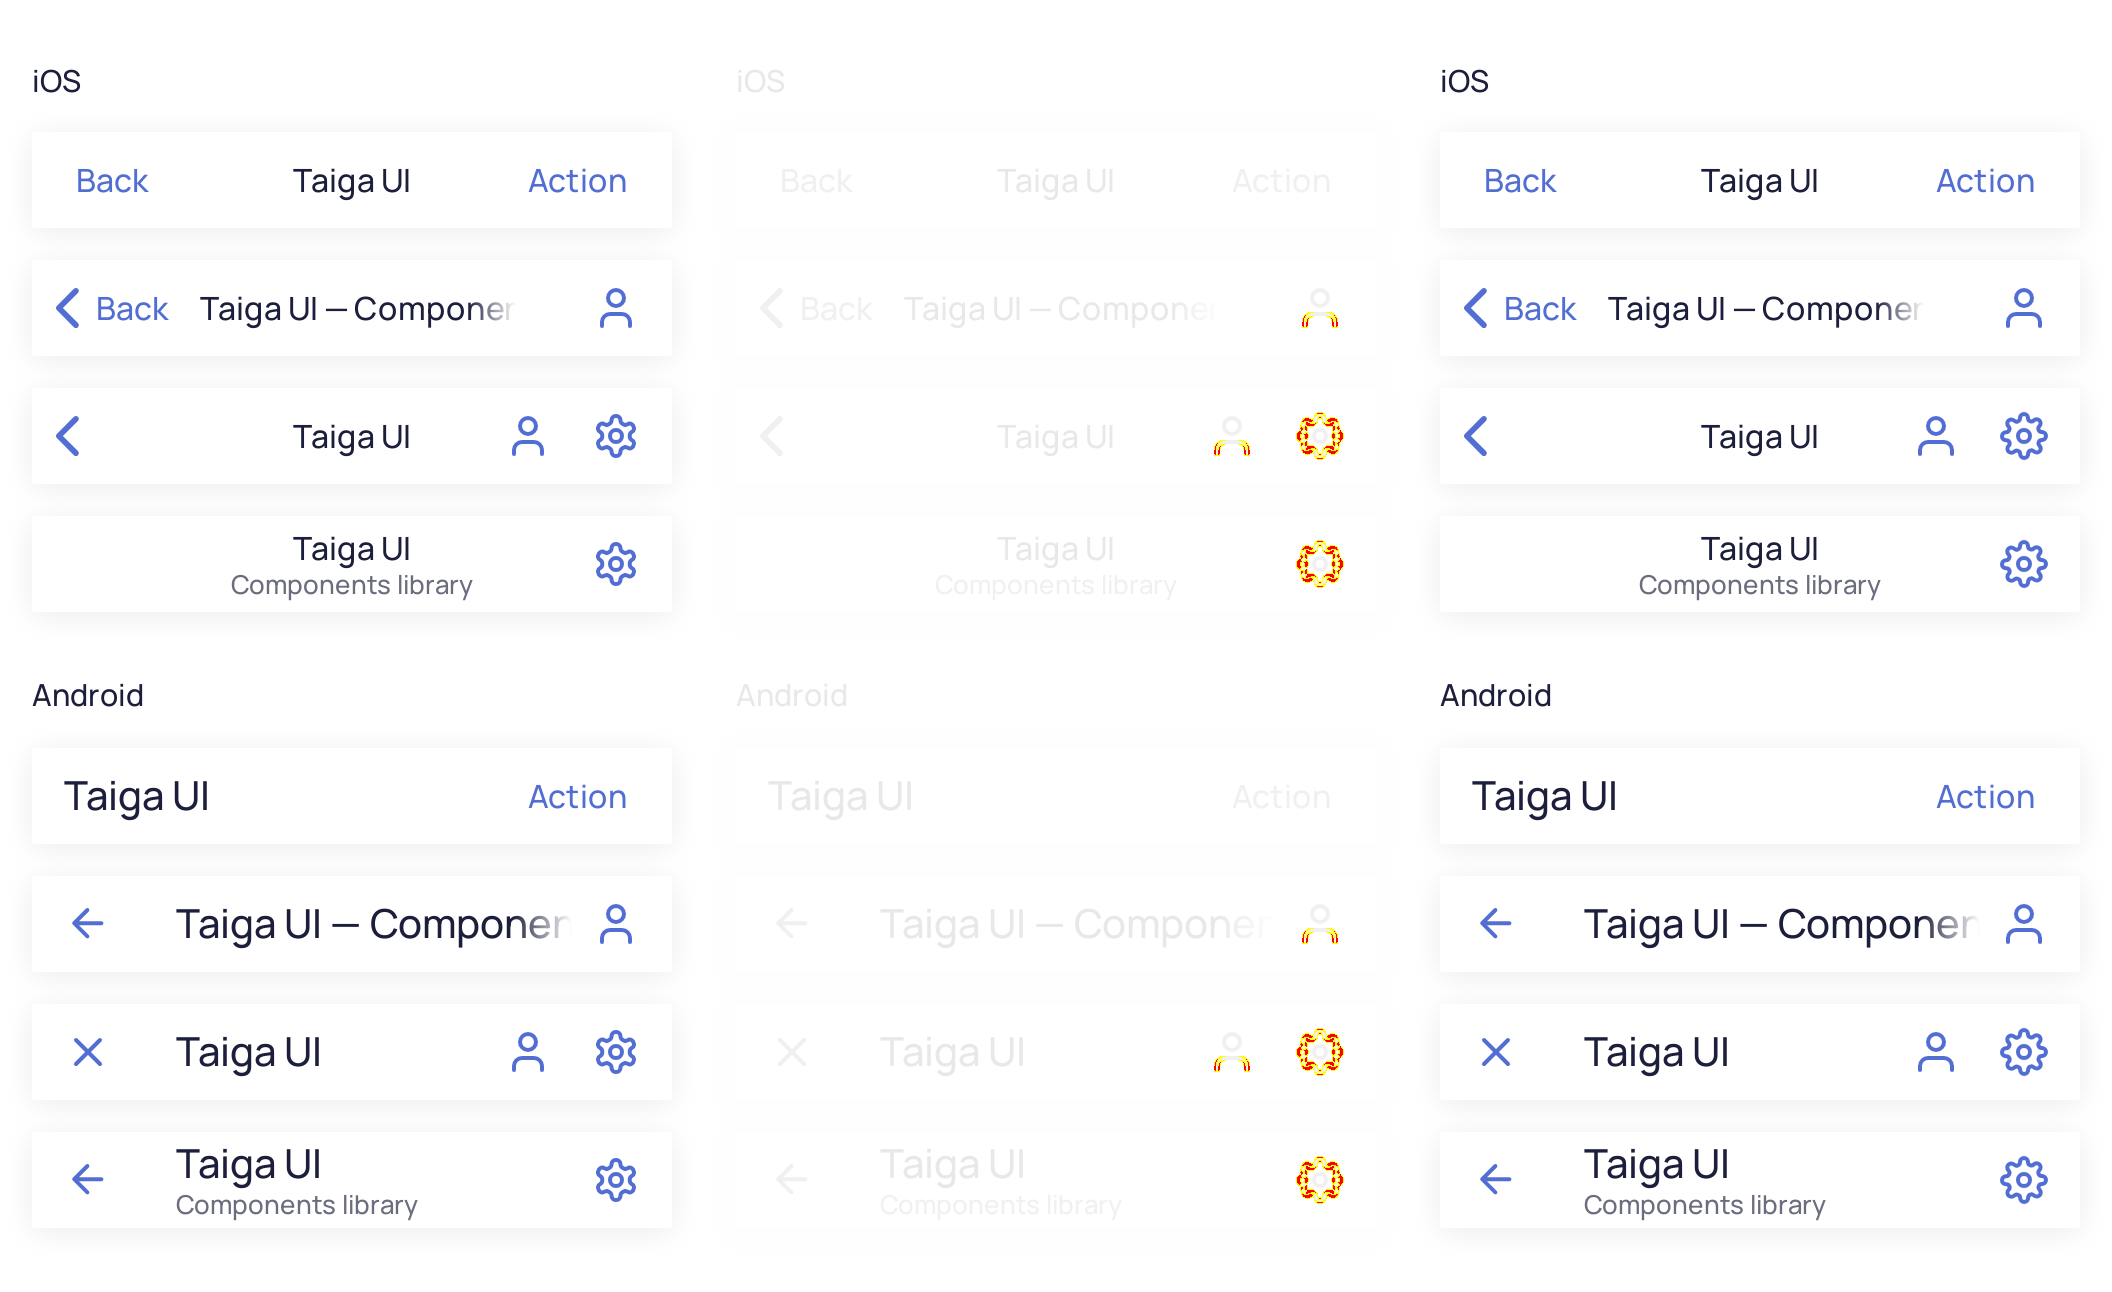 iOS
Back Taiga UI Action
Back Taiga UI — Componer
Taiga UI
Taiga UI
Components library
Android
Taiga UI Action
Taiga UI — Componen
Taiga UI
Taiga UI
Components library
iOS
Back Taiga UI Action
Back Taiga UI — Componer
Taiga UI
Taiga UI
Components library
Android
Taiga UI Action
Taiga UI — Componen
Taiga UI
Taiga UI
Components library
iOS
Back Taiga UI Action
Back Taiga UI — Componer
Taiga UI
Taiga UI
Components library
Android
Taiga UI Action
Taiga UI — Componen
Taiga UI
Taiga UI
Components library